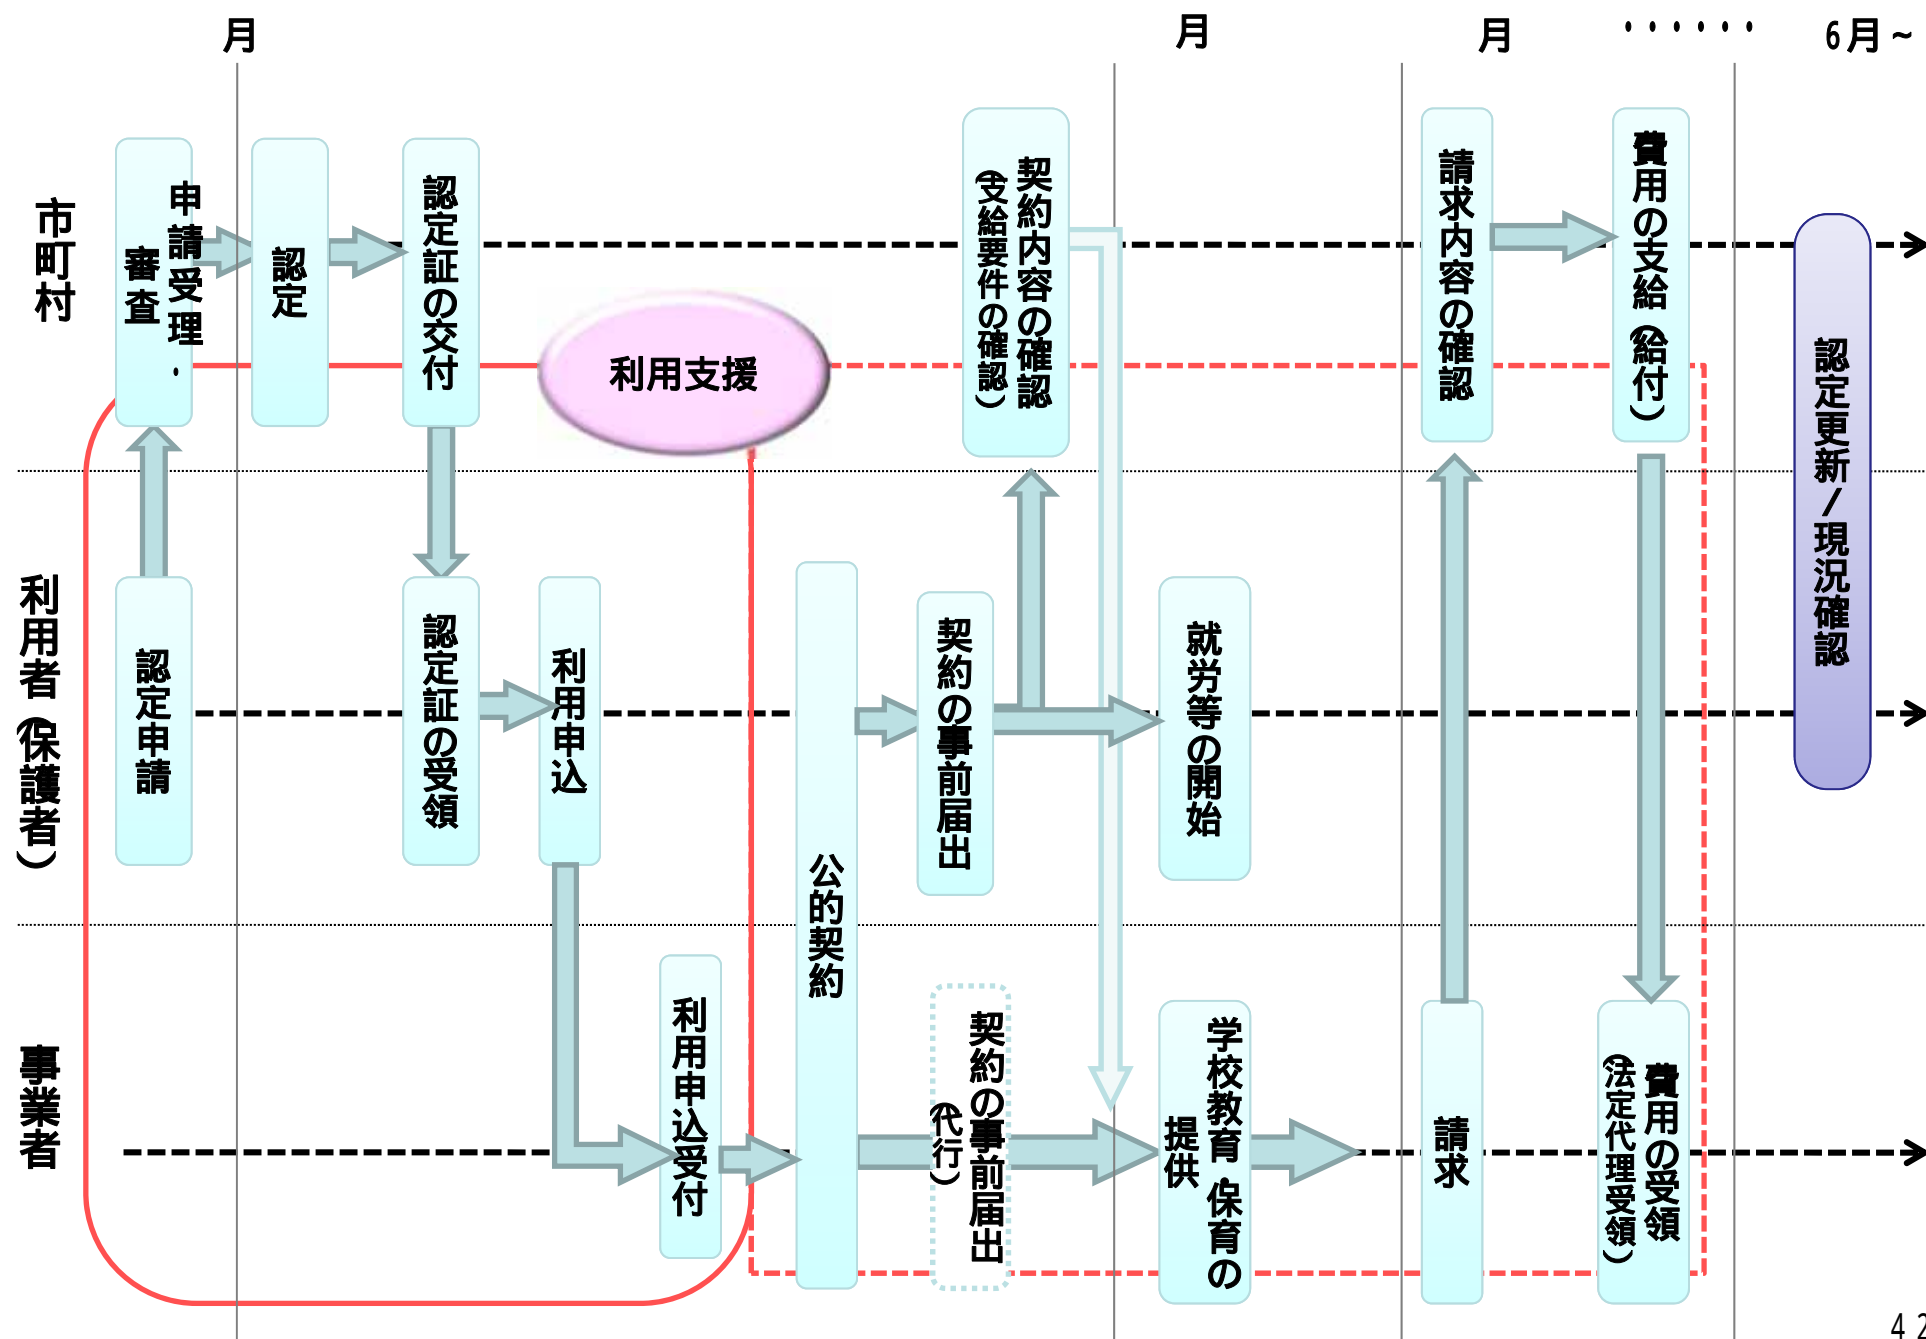 月
月
月
・・・・・・
6月～
市町村
申請受理・
審査
認定
認定証の交付
利用支援
契約内容の確認
（支給要件の確認）
請求内容の確認
費用の支給（給付）
認定更新/現況確認
利用者（保護者）
認定申請
認定証の受領
利用申込
公的契約
契約の事前届出
就労等の開始
事業者
利用申込受付
契約の事前届出
（代行）
学校教育・保育の
提供
請求
費用の受領
（法定代理受領）
42